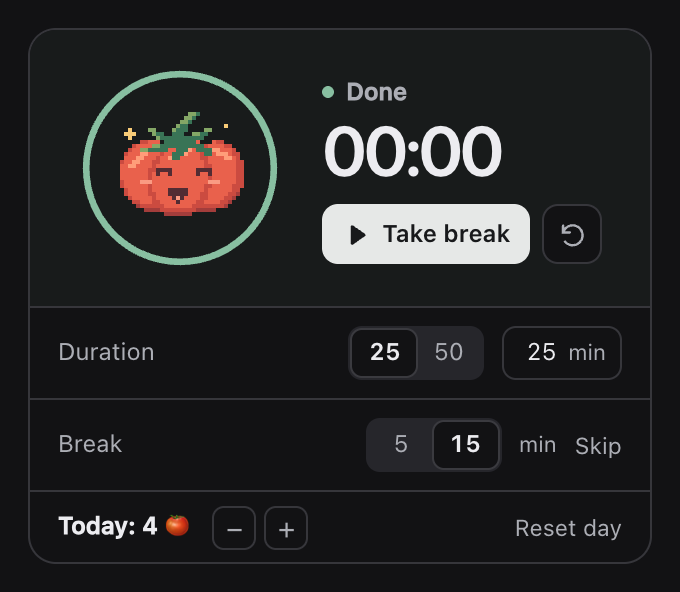 Done
00:00
Take break
Duration 25 50 25 min
Break 5 15 min Skip
Today: 4 🍅 − + Reset day